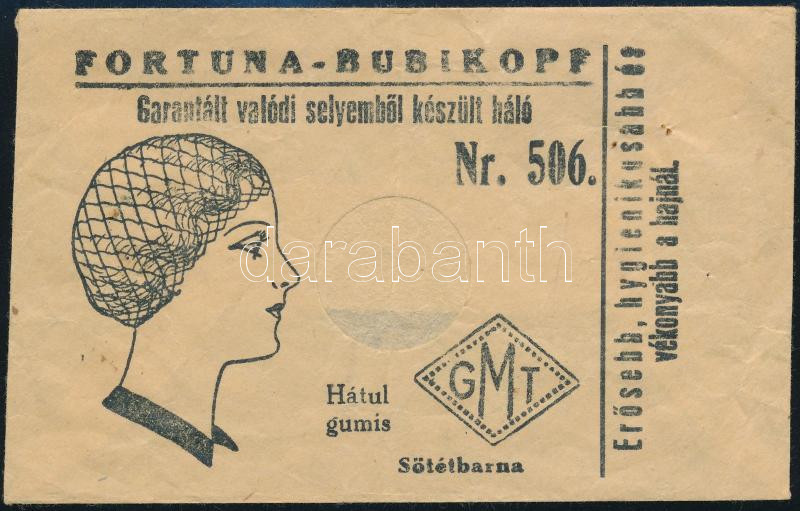 FORTUNA-BUBIKOPF
Garantált valódi selyemből készült háló
Nr. 506.
darabanth
GMT
Hátul
gumis
Sötétbarna
Erősebb, hygienikusabb és
vékonyabb a hajnál.